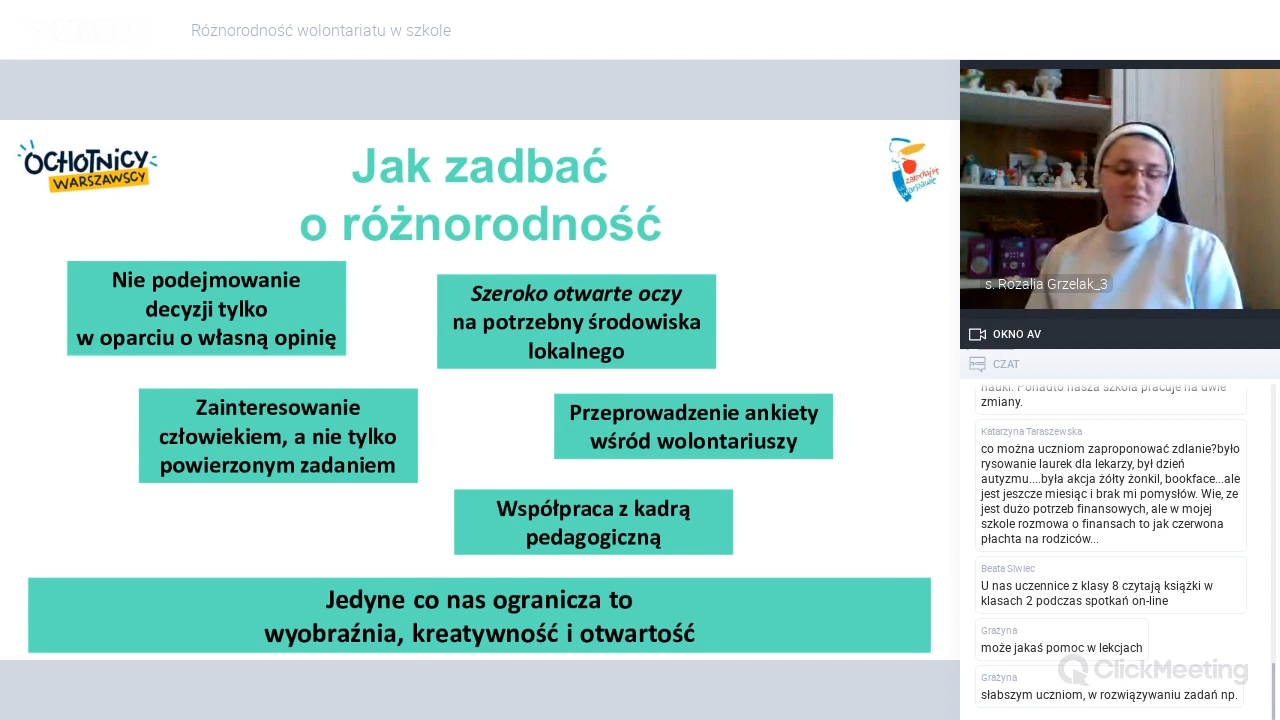 Różnorodność wolontariatu w szkole
OCHOTNICY
WARSZAWSCY
Jak zadbać
o różnorodność
zakochaj się
w Warszawie
Nie podejmowanie
decyzji tylko
w oparciu o własną opinię
Szeroko otwarte oczy
na potrzebny środowiska
lokalnego
Zainteresowanie
człowiekiem, a nie tylko
powierzonym zadaniem
Przeprowadzenie ankiety
wśród wolontariuszy
Współpraca z kadrą
pedagogiczną
Jedyne co nas ogranicza to
wyobraźnia, kreatywność i otwartość
s. Rozalia Grzelak_3
OKNO AV
CZAT
nauki. Ponadto nasza szkoła pracuje na dwie
zmiany.
Katarzyna Taraszewska
co można uczniom zaproponować zdlanie?było
rysowanie laurek dla lekarzy, był dzień
autyzmu....była akcja żółty żonkil, bookface...ale
jest jeszcze miesiąc i brak mi pomysłów. Wie, ze
jest dużo potrzeb finansowych, ale w mojej
szkole rozmowa o finansach to jak czerwona
płachta na rodziców...
Beata Siwiec
U nas uczennice z klasy 8 czytają książki w
klasach 2 podczas spotkań on-line
Grażyna
może jakaś pomoc w lekcjach
ClickMeeting
Grażyna
słabszym uczniom, w rozwiązywaniu zadań np.